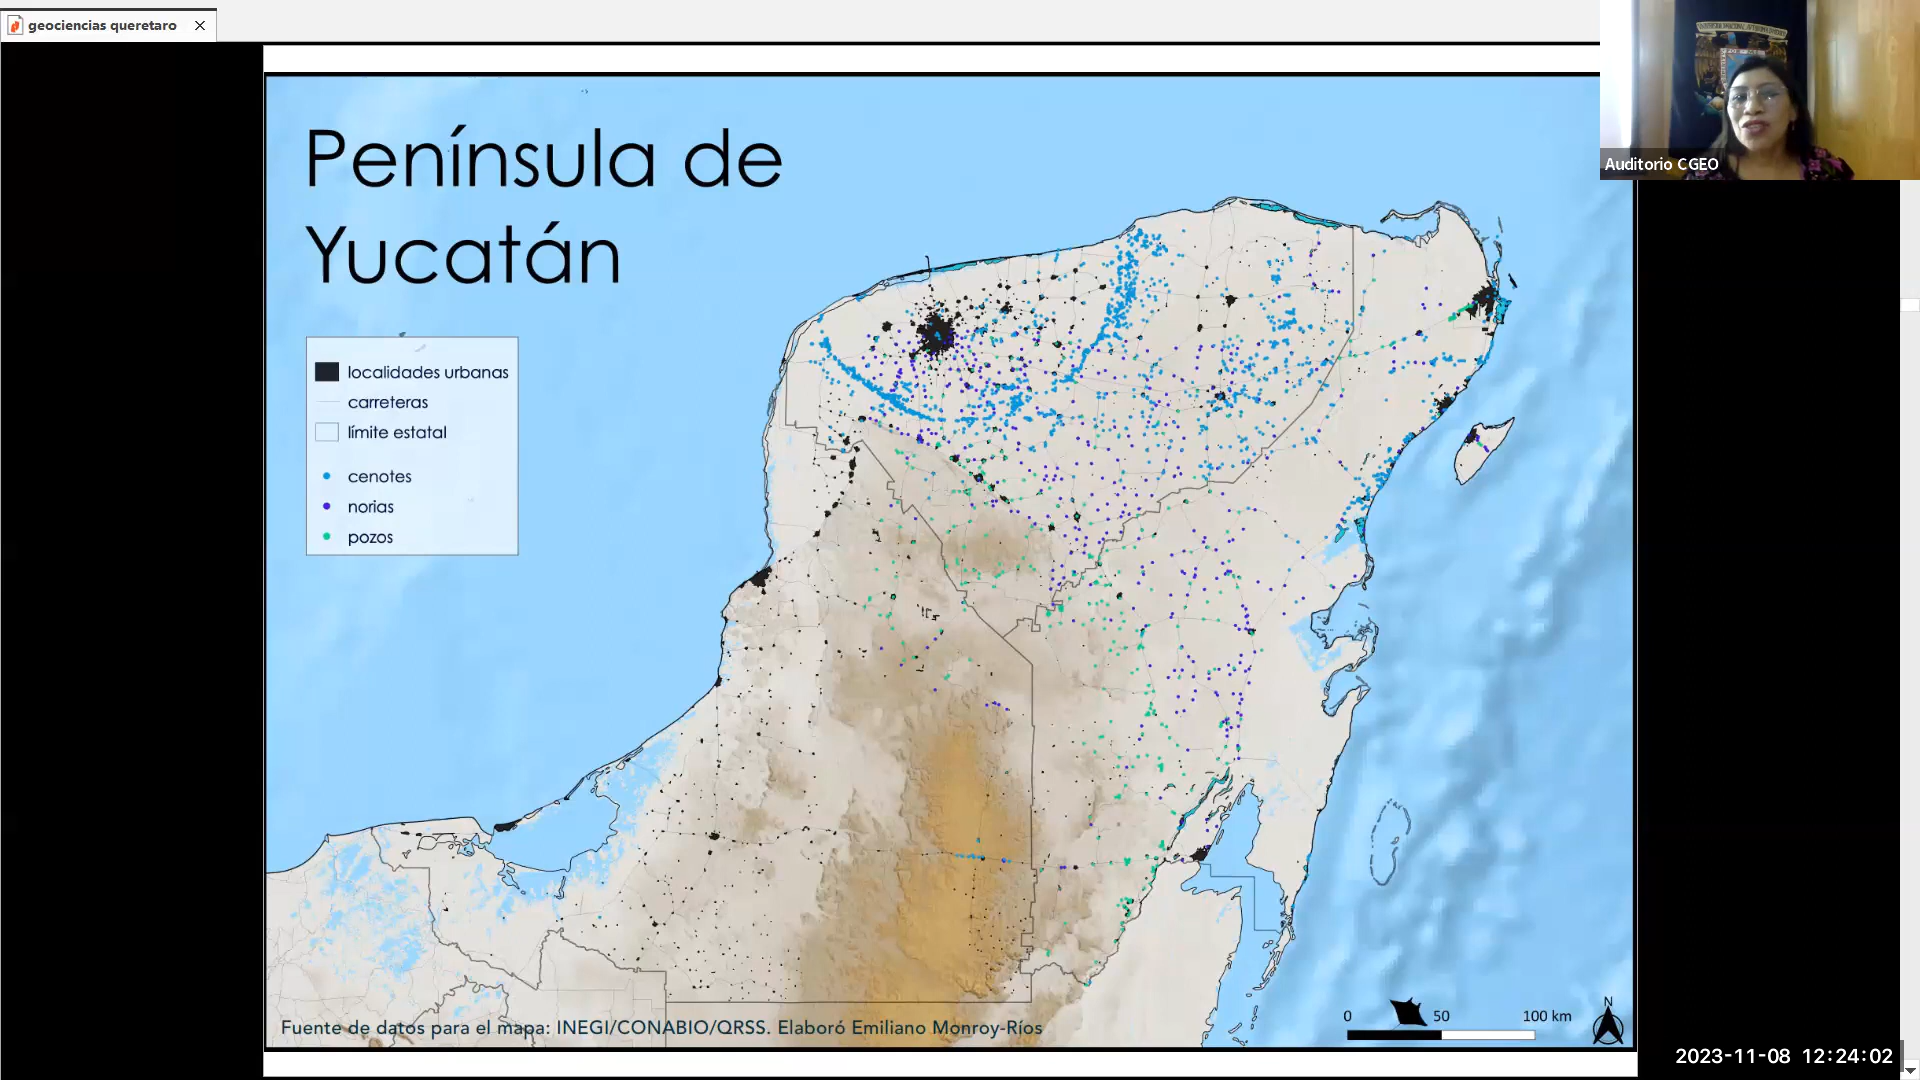 geociencias queretaro
Península de
Yucatán
localidades urbanas
carreteras
límite estatal
cenotes
norias
pozos
Auditorio CGEO
Fuente de datos para el mapa: INEGI/CONABIO/QRSS. Elaboró Emiliano Monroy-Ríos
0 50 100 km
N
2023-11-08 12:24:02